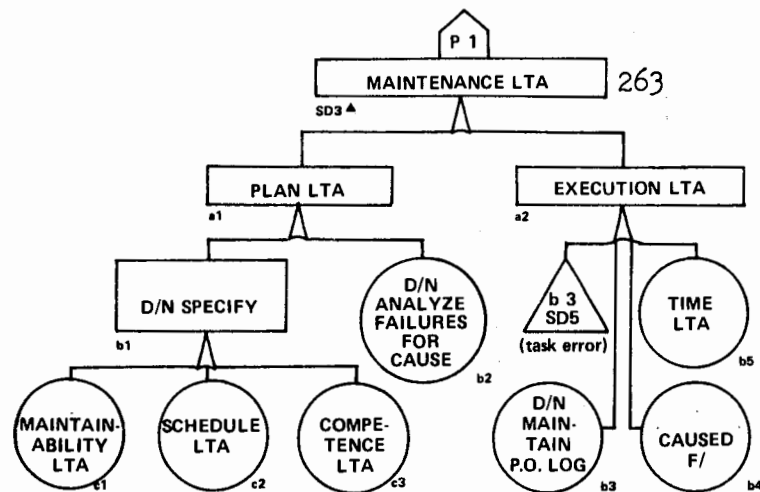 P 1
MAINTENANCE LTA
263
SD3 ▲
PLAN LTA
a1
EXECUTION LTA
a2
D/N SPECIFY
b1
D/N
ANALYZE
FAILURES
FOR
CAUSE
b2
b 3
SD5
(task error)
TIME
LTA
b5
MAINTAIN-
ABILITY
LTA
c1
SCHEDULE
LTA
c2
COMPE-
TENCE
LTA
c3
D/N
MAIN-
TAIN
P.O. LOG
b3
CAUSED
F/
b4